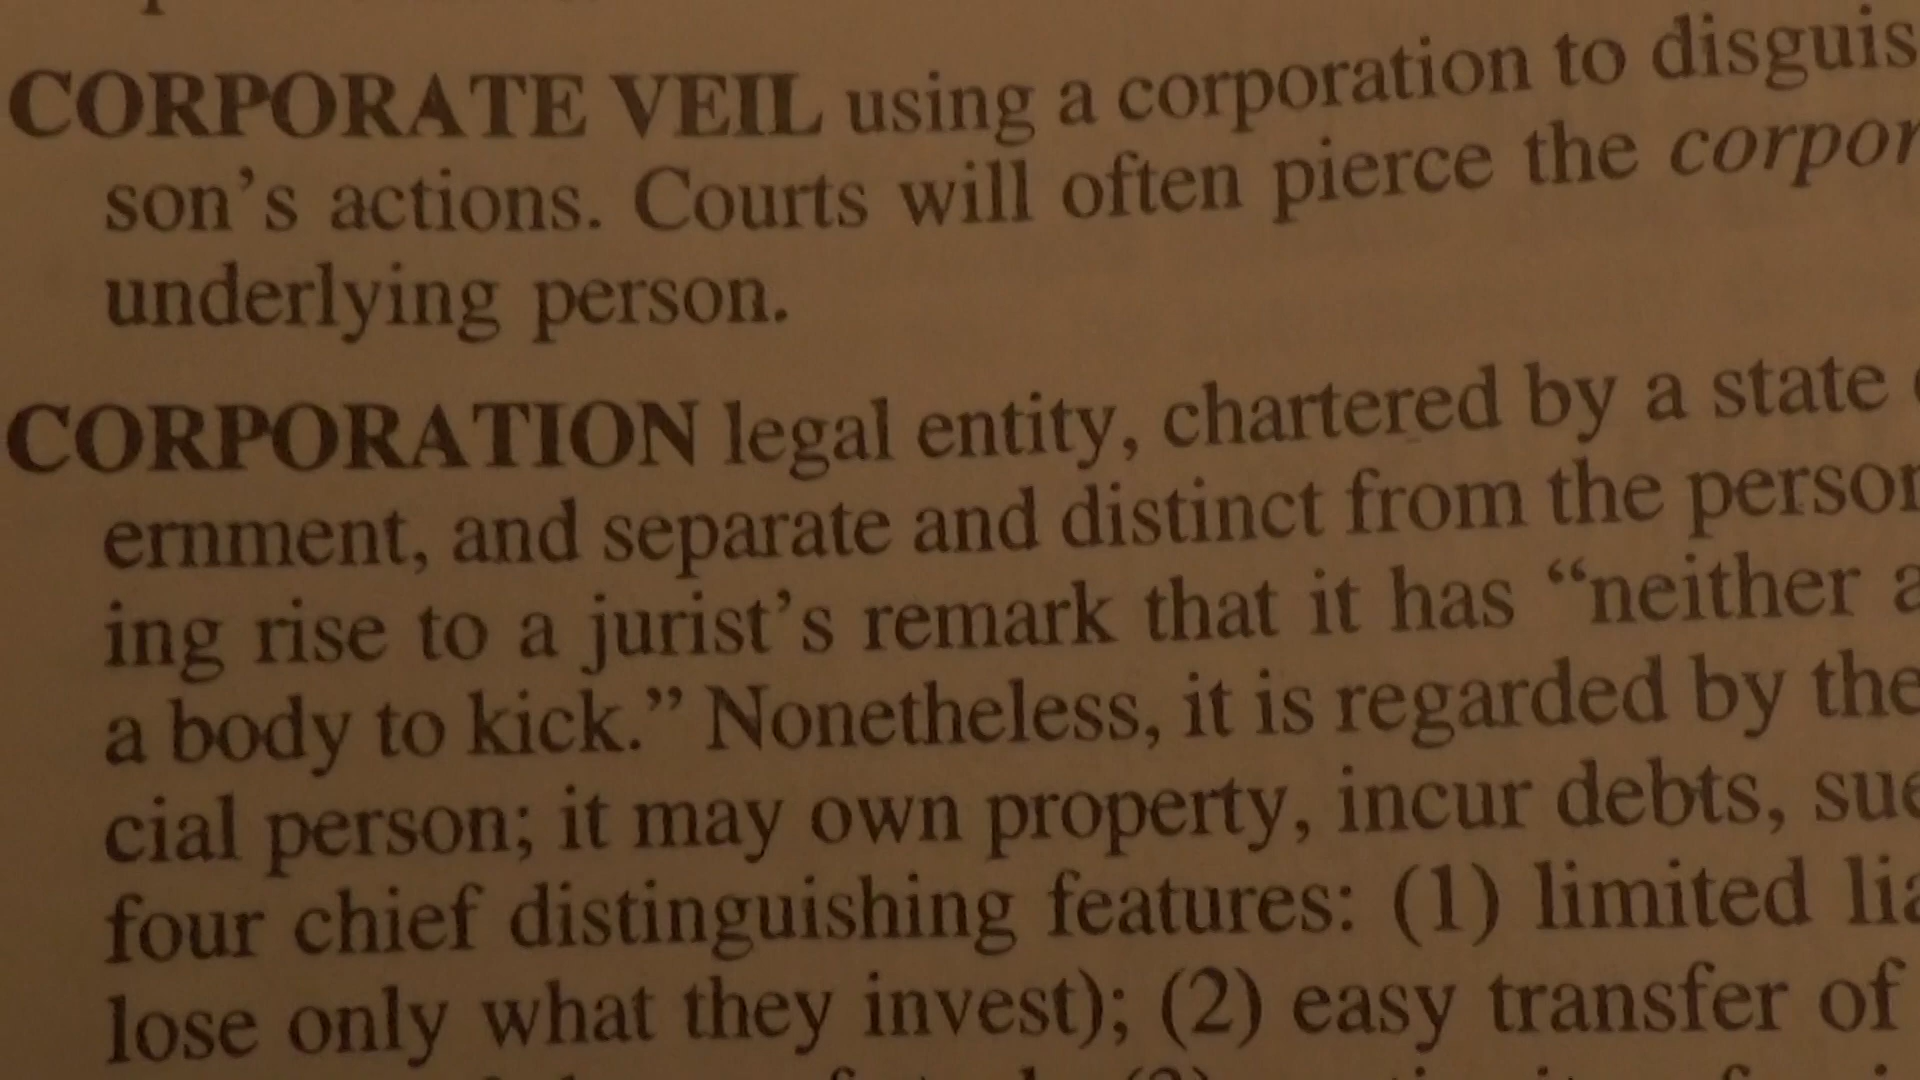 CORPORATE VEIL using a corporation to disguis
son's actions. Courts will often pierce the corpor
underlying person.
CORPORATION legal entity, chartered by a state
ernment, and separate and distinct from the person
ing rise to a jurist's remark that it has “neither a
a body to kick.” Nonetheless, it is regarded by the
cial person; it may own property, incur debts, sue
four chief distinguishing features: (1) limited lia
lose only what they invest); (2) easy transfer of